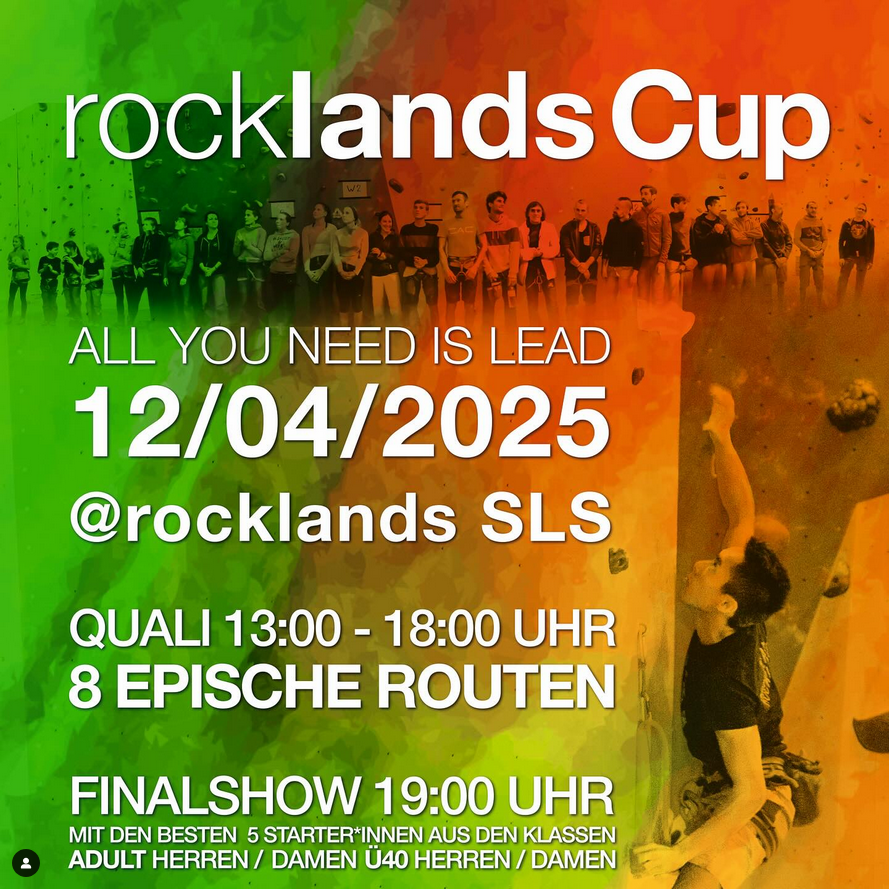 rocklands Cup
W2
ALL YOU NEED IS LEAD
12/04/2025
@rocklands SLS
QUALI 13:00 - 18:00 UHR
8 EPISCHE ROUTEN
FINALSHOW 19:00 UHR
MIT DEN BESTEN 5 STARTER*INNEN AUS DEN KLASSEN
ADULT HERREN / DAMEN Ü40 HERREN / DAMEN